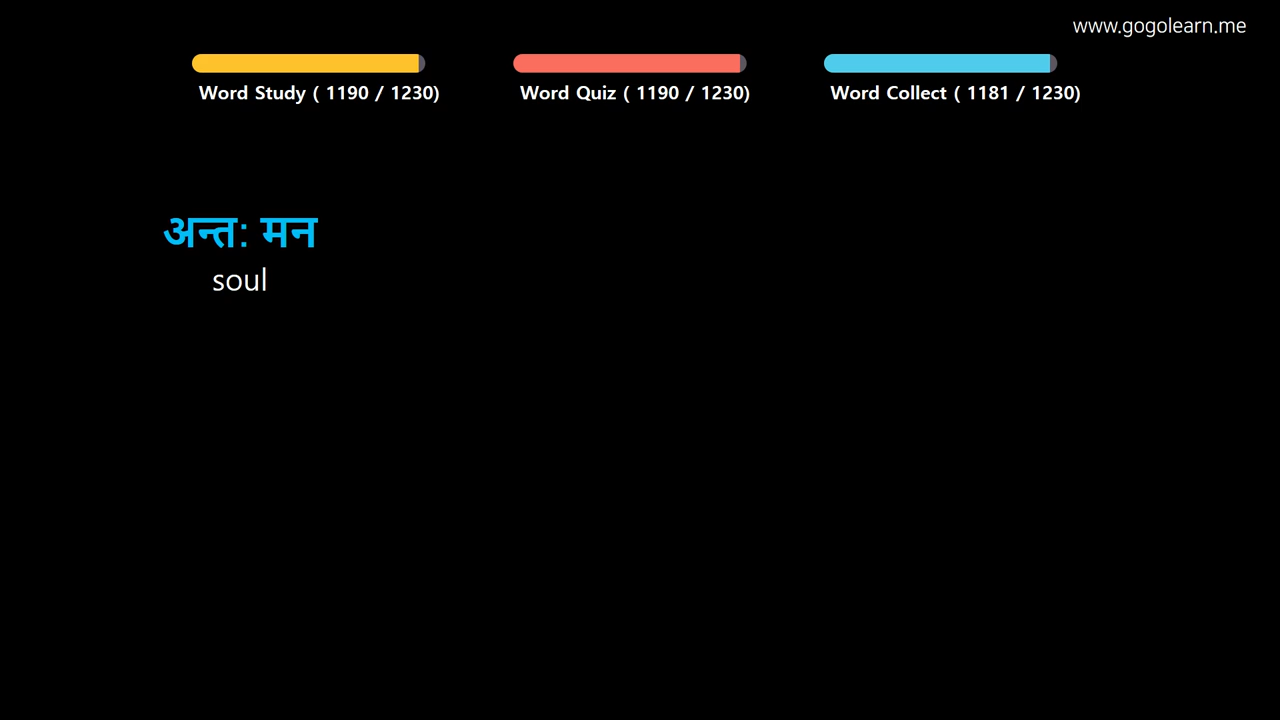 www.gogolearn.me
Word Study ( 1190 / 1230)
Word Quiz ( 1190 / 1230)
Word Collect ( 1181 / 1230)
अन्त: मन
soul